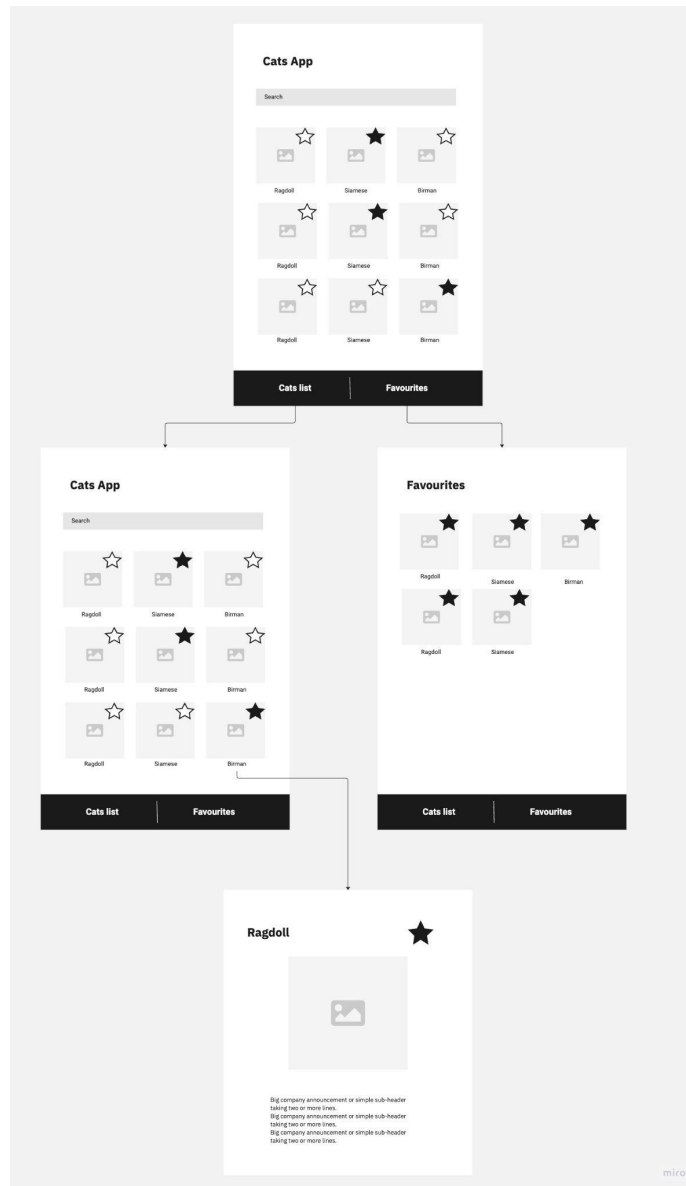 Cats App
Search
Ragdoll Siamese Birman
Ragdoll Siamese Birman
Ragdoll Siamese Birman
Cats list Favourites
Cats App
Search
Ragdoll Siamese Birman
Ragdoll Siamese Birman
Ragdoll Siamese Birman
Cats list Favourites
Favourites
Ragdoll Siamese Birman
Ragdoll Siamese
Cats list Favourites
Ragdoll
Big company announcement or simple sub-header
taking two or more lines.
Big company announcement or simple sub-header
taking two or more lines.
Big company announcement or simple sub-header
taking two or more lines.
miro